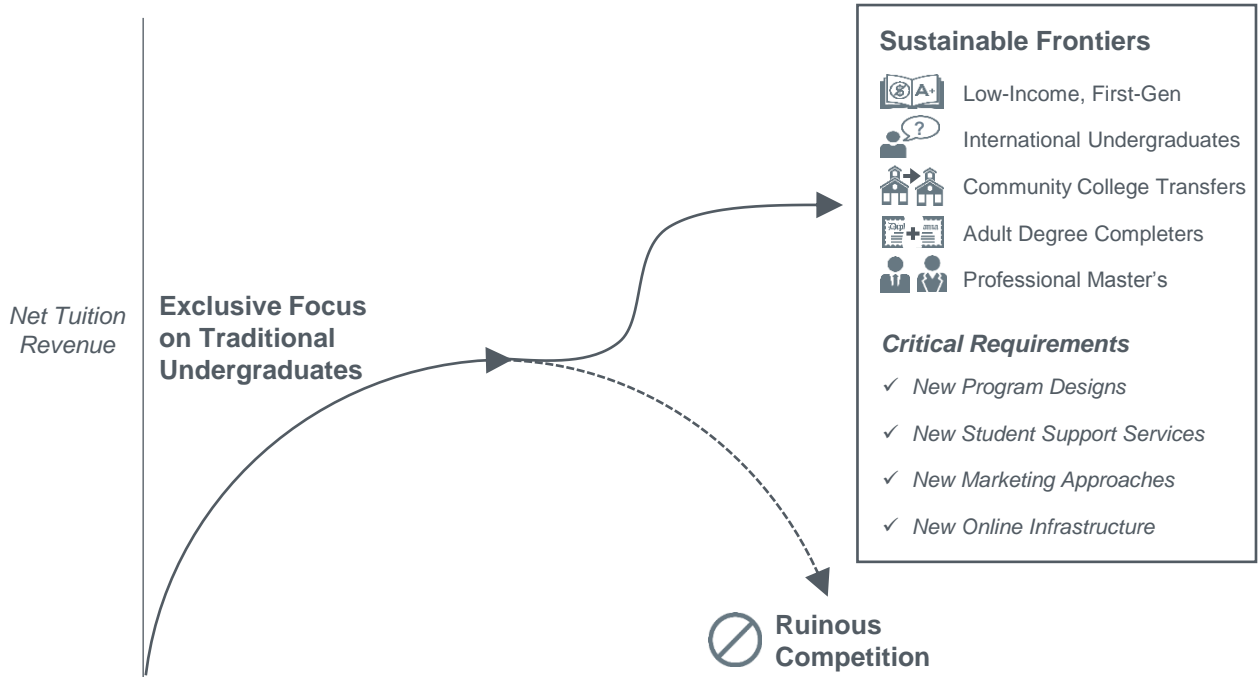 Net Tuition
Revenue
Exclusive Focus
on Traditional
Undergraduates
Ruinous
Competition
Sustainable Frontiers
$ A+
Low-Income, First-Gen
?
International Undergraduates
Community College Transfers
Adult Degree Completers
Professional Master's
Critical Requirements
✓ New Program Designs
✓ New Student Support Services
✓ New Marketing Approaches
✓ New Online Infrastructure